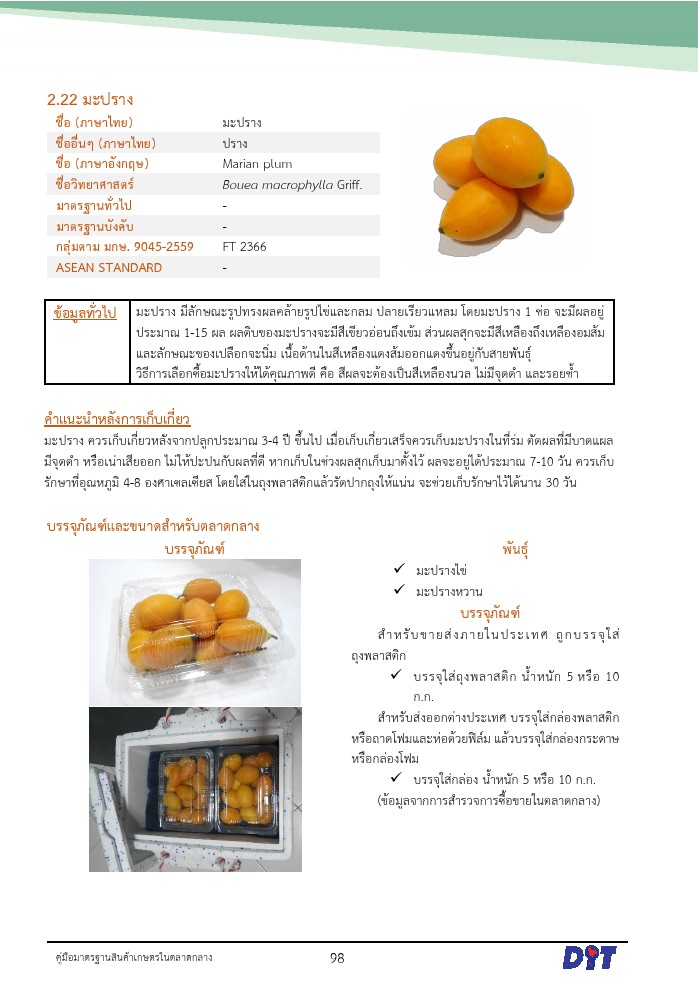 2.22 มะปราง
ชื่อ (ภาษาไทย) มะปราง
ชื่ออื่นๆ (ภาษาไทย) ปราง
ชื่อ (ภาษาอังกฤษ) Marian plum
ชื่อวิทยาศาสตร์ Bouea macrophylla Griff.
มาตรฐานทั่วไป -
มาตรฐานบังคับ -
กลุ่มตาม มกษ. 9045-2559 FT 2366
ASEAN STANDARD -
ข้อมูลทั่วไป มะปราง มีลักษณะรูปทรงผลคล้ายรูปไข่และกลม ปลายเรียวแหลม โดยมะปราง 1 ช่อ จะมีผลอยู่
ประมาณ 1-15 ผล ผลดิบของมะปรางจะมีสีเขียวอ่อนถึงเข้ม ส่วนผลสุกจะมีสีเหลืองถึงเหลืองอมส้ม
และลักษณะของเปลือกจะนิ่ม เนื้อด้านในสีเหลืองแดงส้มออกแดงขึ้นอยู่กับสายพันธุ์
วิธีการเลือกซื้อมะปรางให้ได้คุณภาพดี คือ สีผลจะต้องเป็นสีเหลืองนวล ไม่มีจุดดำ และรอยช้ำ
คำแนะนำหลังการเก็บเกี่ยว
มะปราง ควรเก็บเกี่ยวหลังจากปลูกประมาณ 3-4 ปี ขึ้นไป เมื่อเก็บเกี่ยวเสร็จควรเก็บมะปรางในที่ร่ม คัดผลที่มีบาดแผล
มีจุดดำ หรือเน่าเสียออก ไม่ให้ปะปนกับผลที่ดี หากเก็บในช่วงผลสุกเก็บมาตั้งไว้ ผลจะอยู่ได้ประมาณ 7-10 วัน ควรเก็บ
รักษาที่อุณหภูมิ 4-8 องศาเซลเซียส โดยใส่ในถุงพลาสติกแล้วรัดปากถุงให้แน่น จะช่วยเก็บรักษาไว้ได้นาน 30 วัน
บรรจุภัณฑ์และขนาดสำหรับตลาดกลาง
บรรจุภัณฑ์
พันธุ์
✓ มะปรางไข่
✓ มะปรางหวาน
บรรจุภัณฑ์
สำหรับขายส่งภายในประเทศ ถูกบรรจุใส่
ถุงพลาสติก
✓ บรรจุใส่ถุงพลาสติก น้ำหนัก 5 หรือ 10
ก.ก.
สำหรับส่งออกต่างประเทศ บรรจุใส่กล่องพลาสติก
หรือถาดโฟมและห่อด้วยฟิล์ม แล้วบรรจุใส่กล่องกระดาษ
หรือกล่องโฟม
✓ บรรจุใส่กล่อง น้ำหนัก 5 หรือ 10 ก.ก.
(ข้อมูลจากการสำรวจการซื้อขายในตลาดกลาง)
คู่มือมาตรฐานสินค้าเกษตรในตลาดกลาง 98 DIT